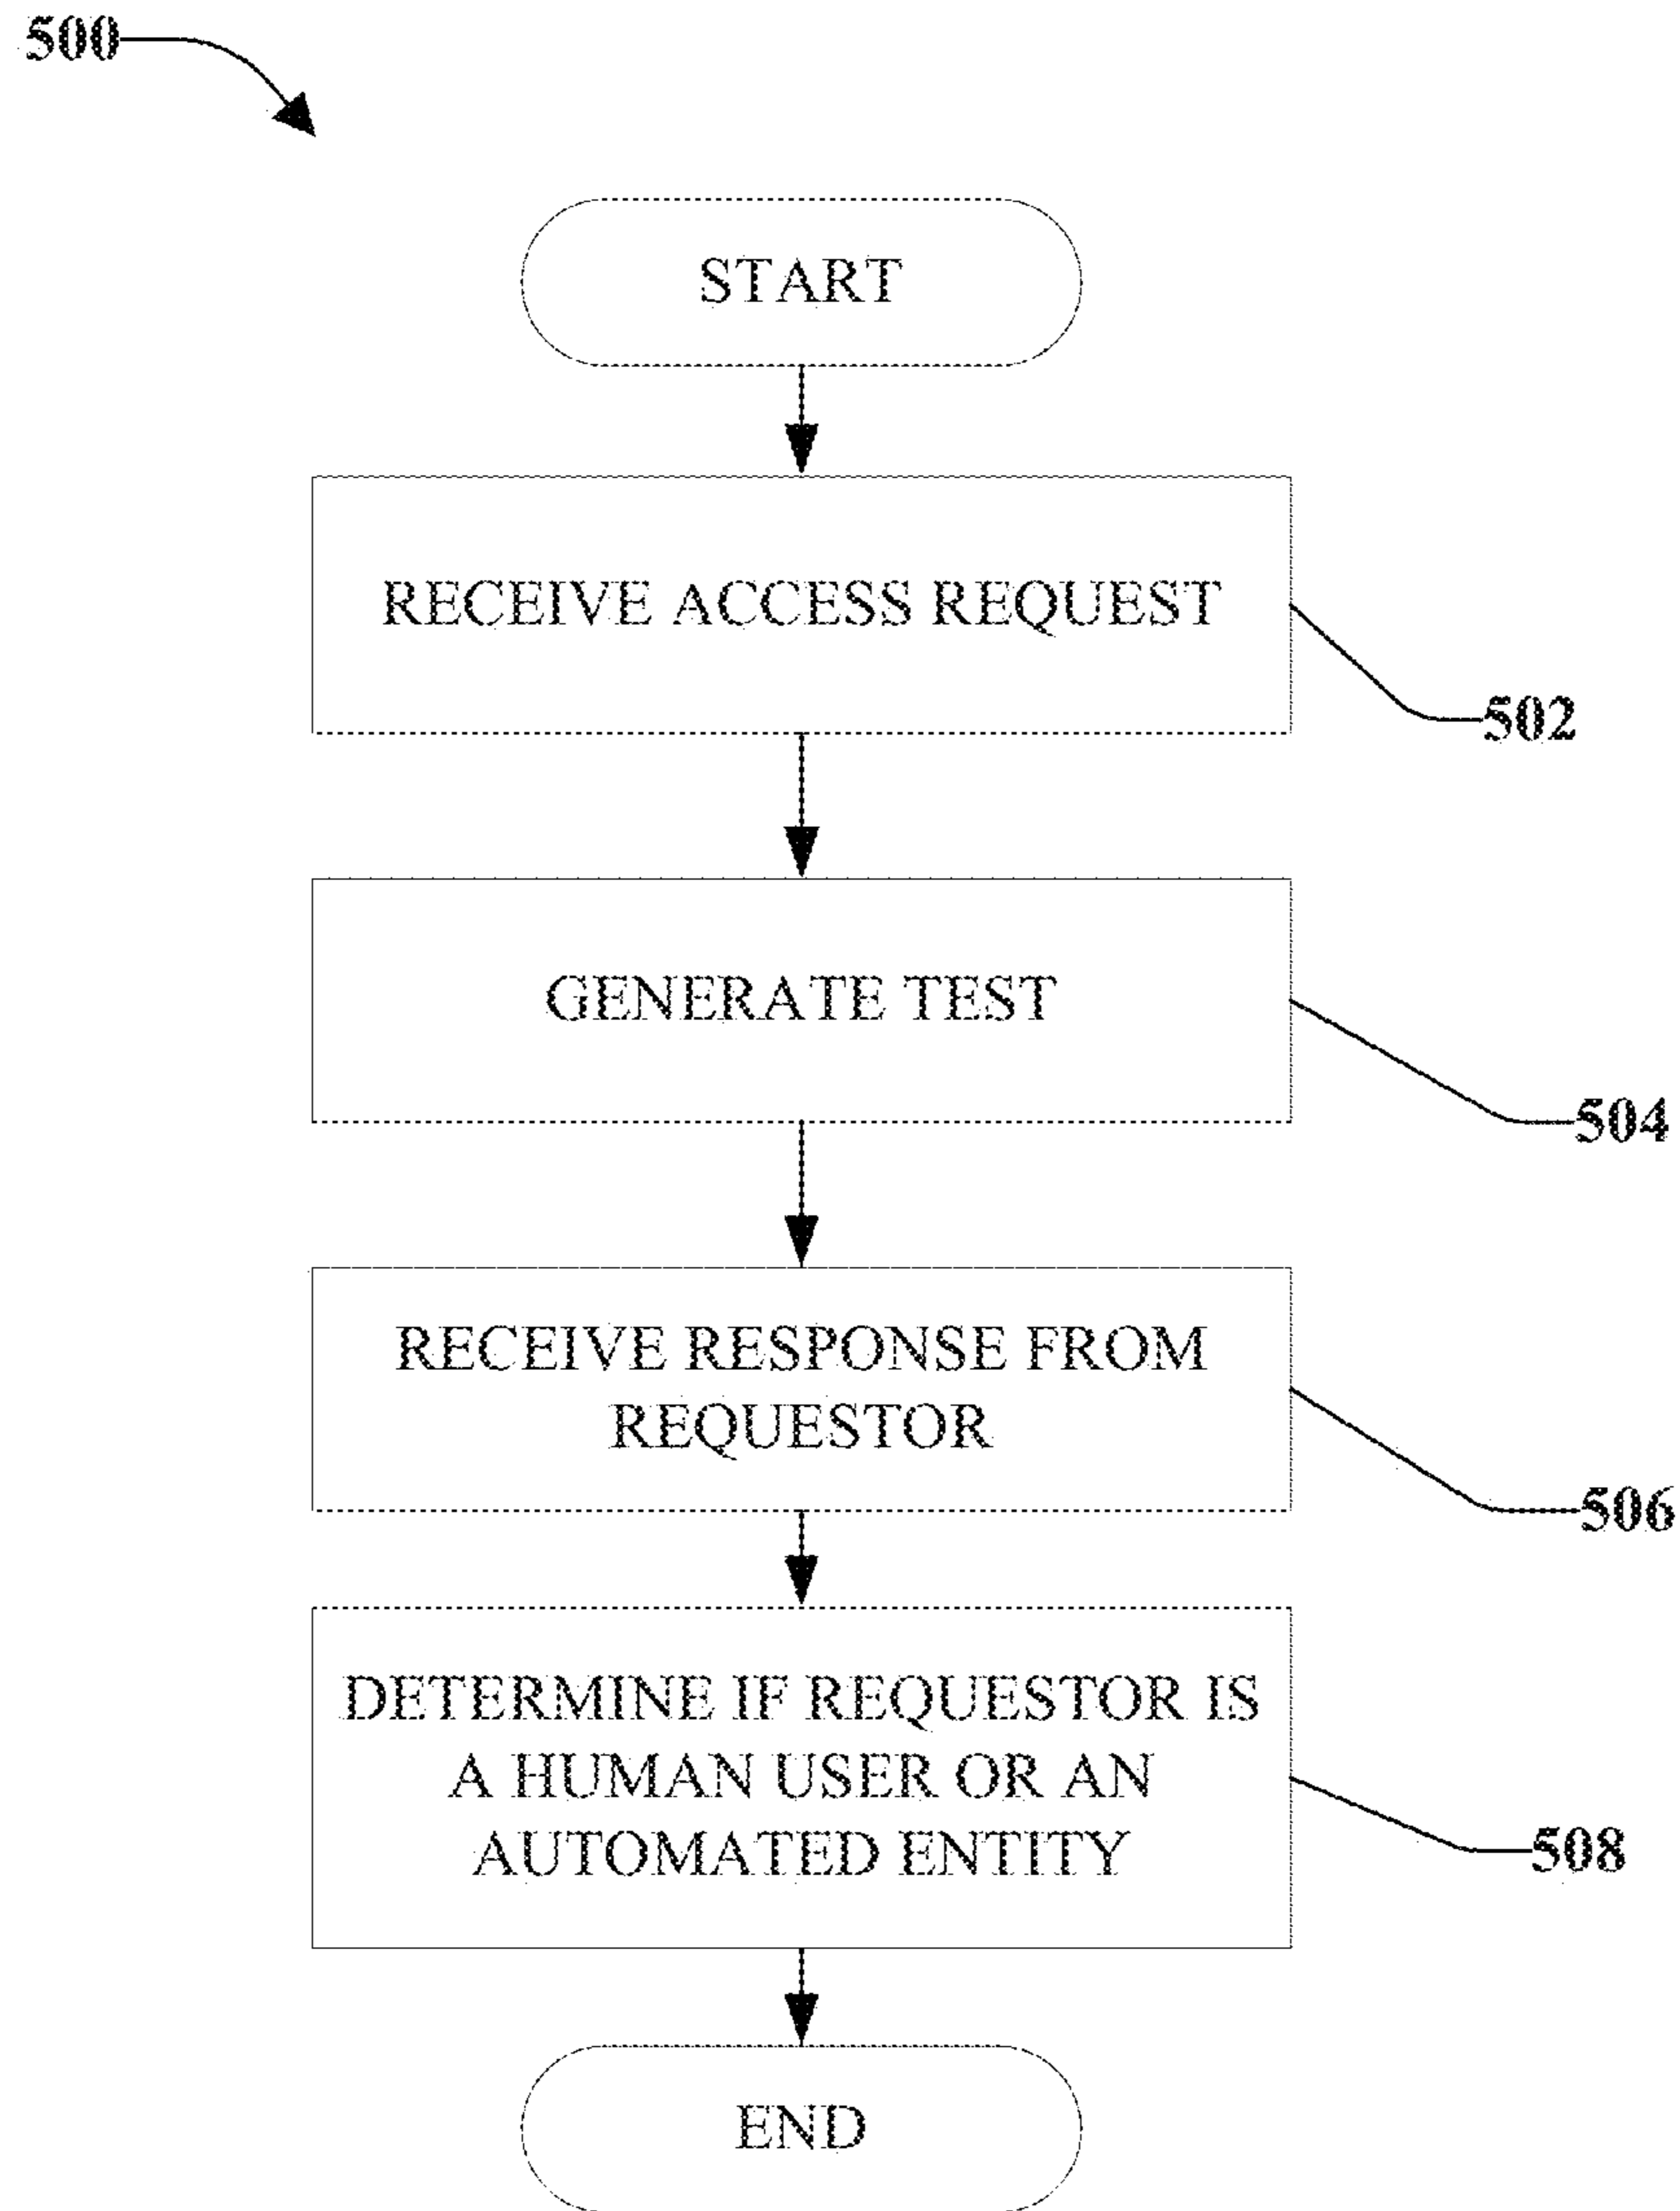 500
START
RECEIVE ACCESS REQUEST
502
GENERATE TEST
504
RECEIVE RESPONSE FROM
REQUESTOR
506
DETERMINE IF REQUESTOR IS
A HUMAN USER OR AN
AUTOMATED ENTITY
508
END